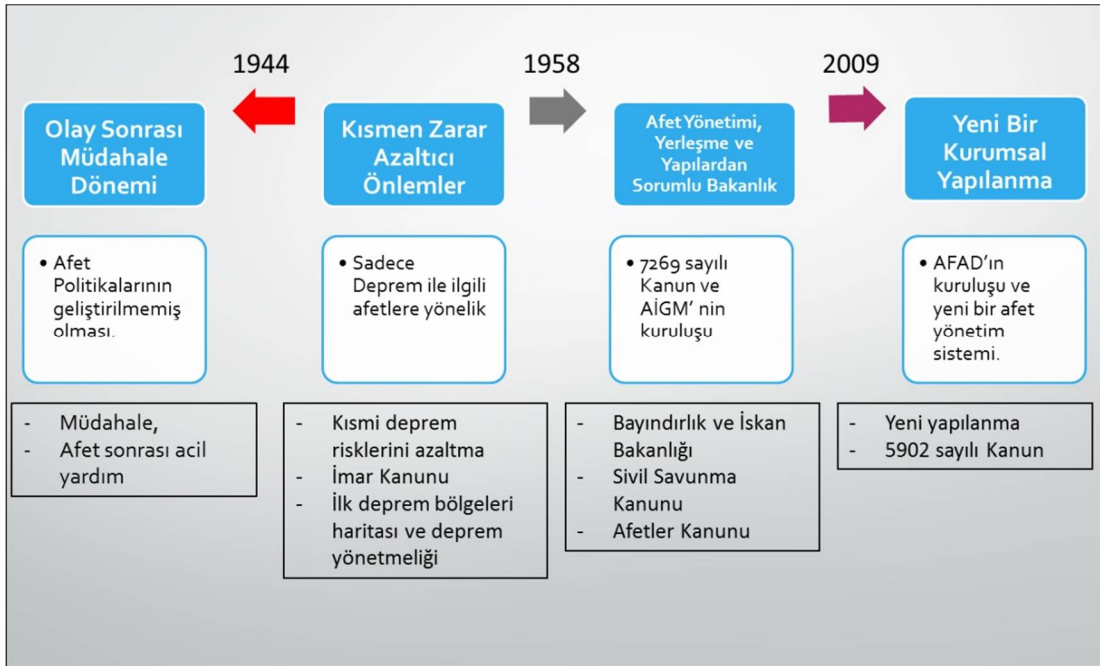 1944
1958
2009
Olay Sonrası
Müdahale
Dönemi
Kısmen Zarar
Azaltıcı
Önlemler
Afet Yönetimi,
Yerleşme ve
Yapılardan
Sorumlu Bakanlık
Yeni Bir
Kurumsal
Yapılanma
• Afet
Politikalarının
geliştirilmemiş
olması.
• Sadece
Deprem ile ilgili
afetlere yönelik
• 7269 sayılı
Kanun ve
AİGM' nin
kuruluşu
• AFAD'ın
kuruluşu ve
yeni bir afet
yönetim
sistemi.
- Müdahale,
- Afet sonrası acil
yardım
- Kısmi deprem
risklerini azaltma
- İmar Kanunu
- İlk deprem bölgeleri
haritası ve deprem
yönetmeliği
- Bayındırlık ve İskan
Bakanlığı
- Sivil Savunma
Kanunu
- Afetler Kanunu
- Yeni yapılanma
- 5902 sayılı Kanun